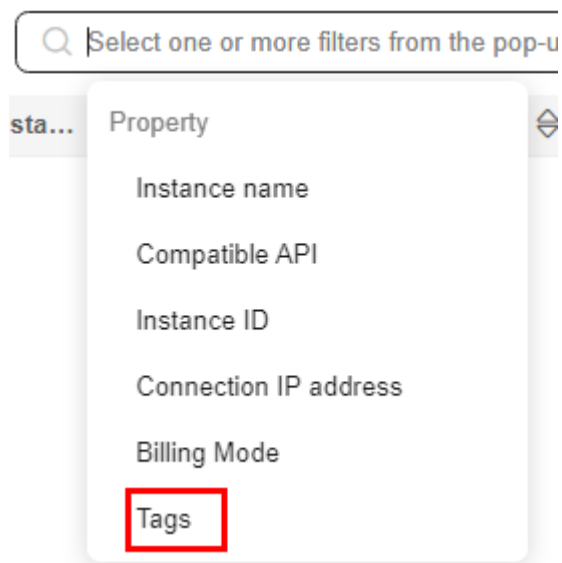 Select one or more filters from the pop-u
sta...
Property
Instance name
Compatible API
Instance ID
Connection IP address
Billing Mode
Tags